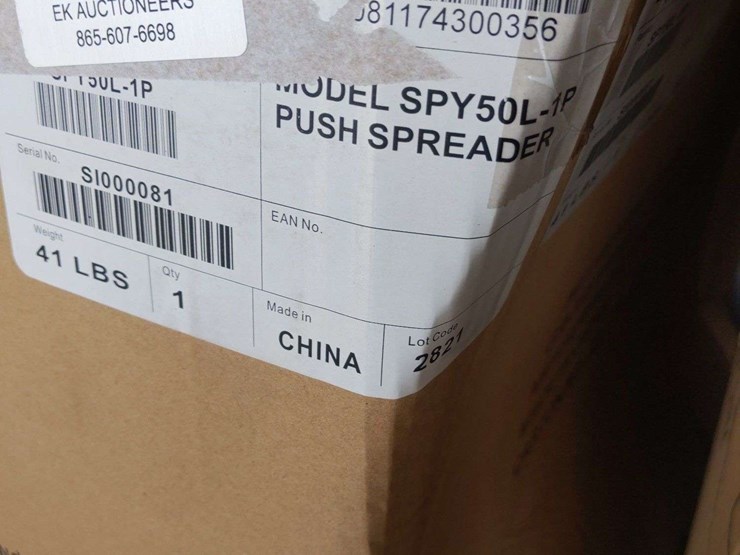 EK AUCTIONEERS
865-607-6698
81174300356
MODEL SPY50L-1P
PUSH SPREADER
Serial No.
SI000081
EAN No.
Weight
41 LBS
Qty
1
Made in
CHINA
Lot Code
2821